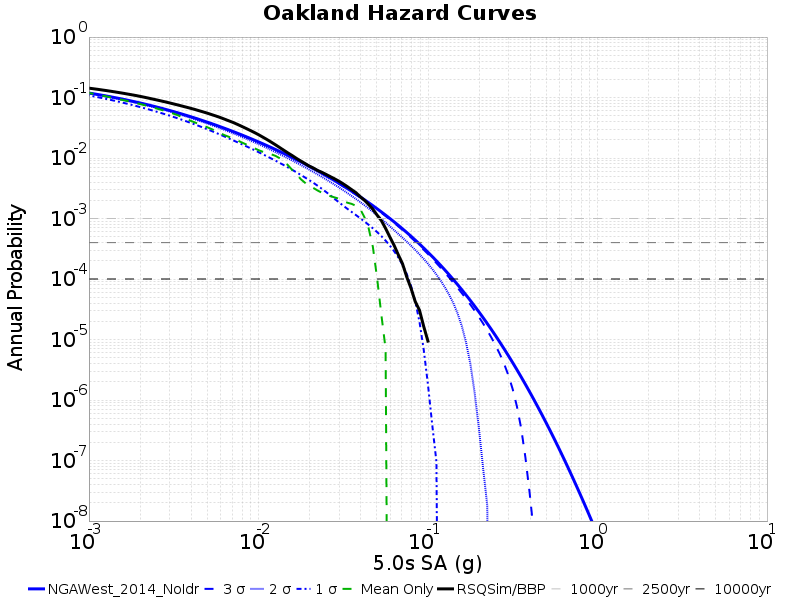 Oakland Hazard Curves
10^0
10^-1
10^-2
10^-3
10^-4
10^-5
10^-6
10^-7
10^-8
Annual Probability
10^-3 10^-2 10^-1 10^0 10^1
5.0s SA (g)
NGAWest_2014_NoIdr 3 σ 2 σ 1 σ Mean Only RSQSim/BBP 1000yr 2500yr 10000yr